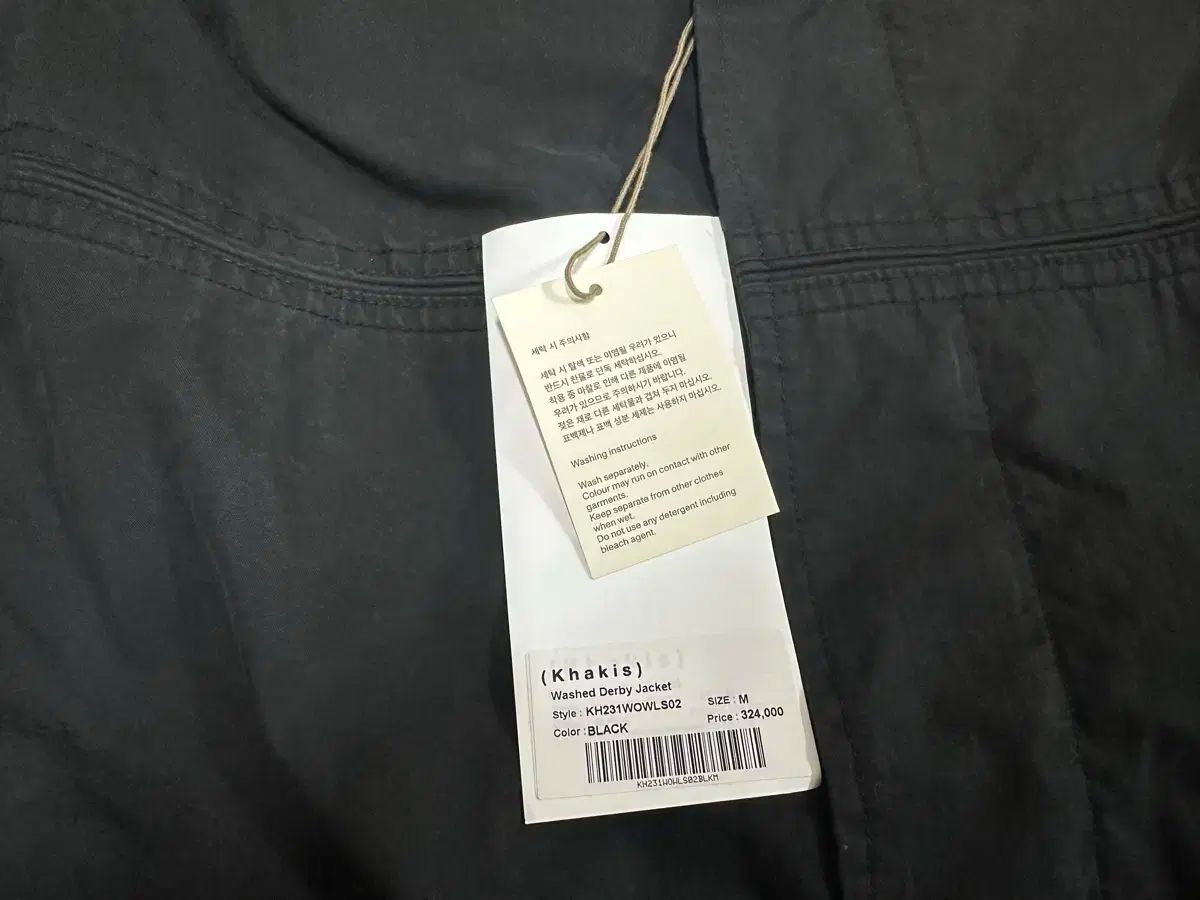 세탁 시 주의사항
세탁 시 탈색 또는 이염될 우려가 있으니
반드시 찬물로 단독 세탁하십시오.
착용 중 마찰로 인해 다른 제품에 이염될
우려가 있으므로 주의하시기 바랍니다.
젖은 채로 다른 세탁물과 겹쳐 두지 마십시오.
표백제나 표백 성분 세제는 사용하지 마십시오.
Washing instructions
Wash separately.
Colour may run on contact with other
garments.
Keep separate from other clothes
when wet.
Do not use any detergent including
bleach agent.
(Khakis)
Washed Derby Jacket
Style : KH231WOWLS02 SIZE : M
Color : BLACK Price : 324,000
KH231WOWLS02BLKM